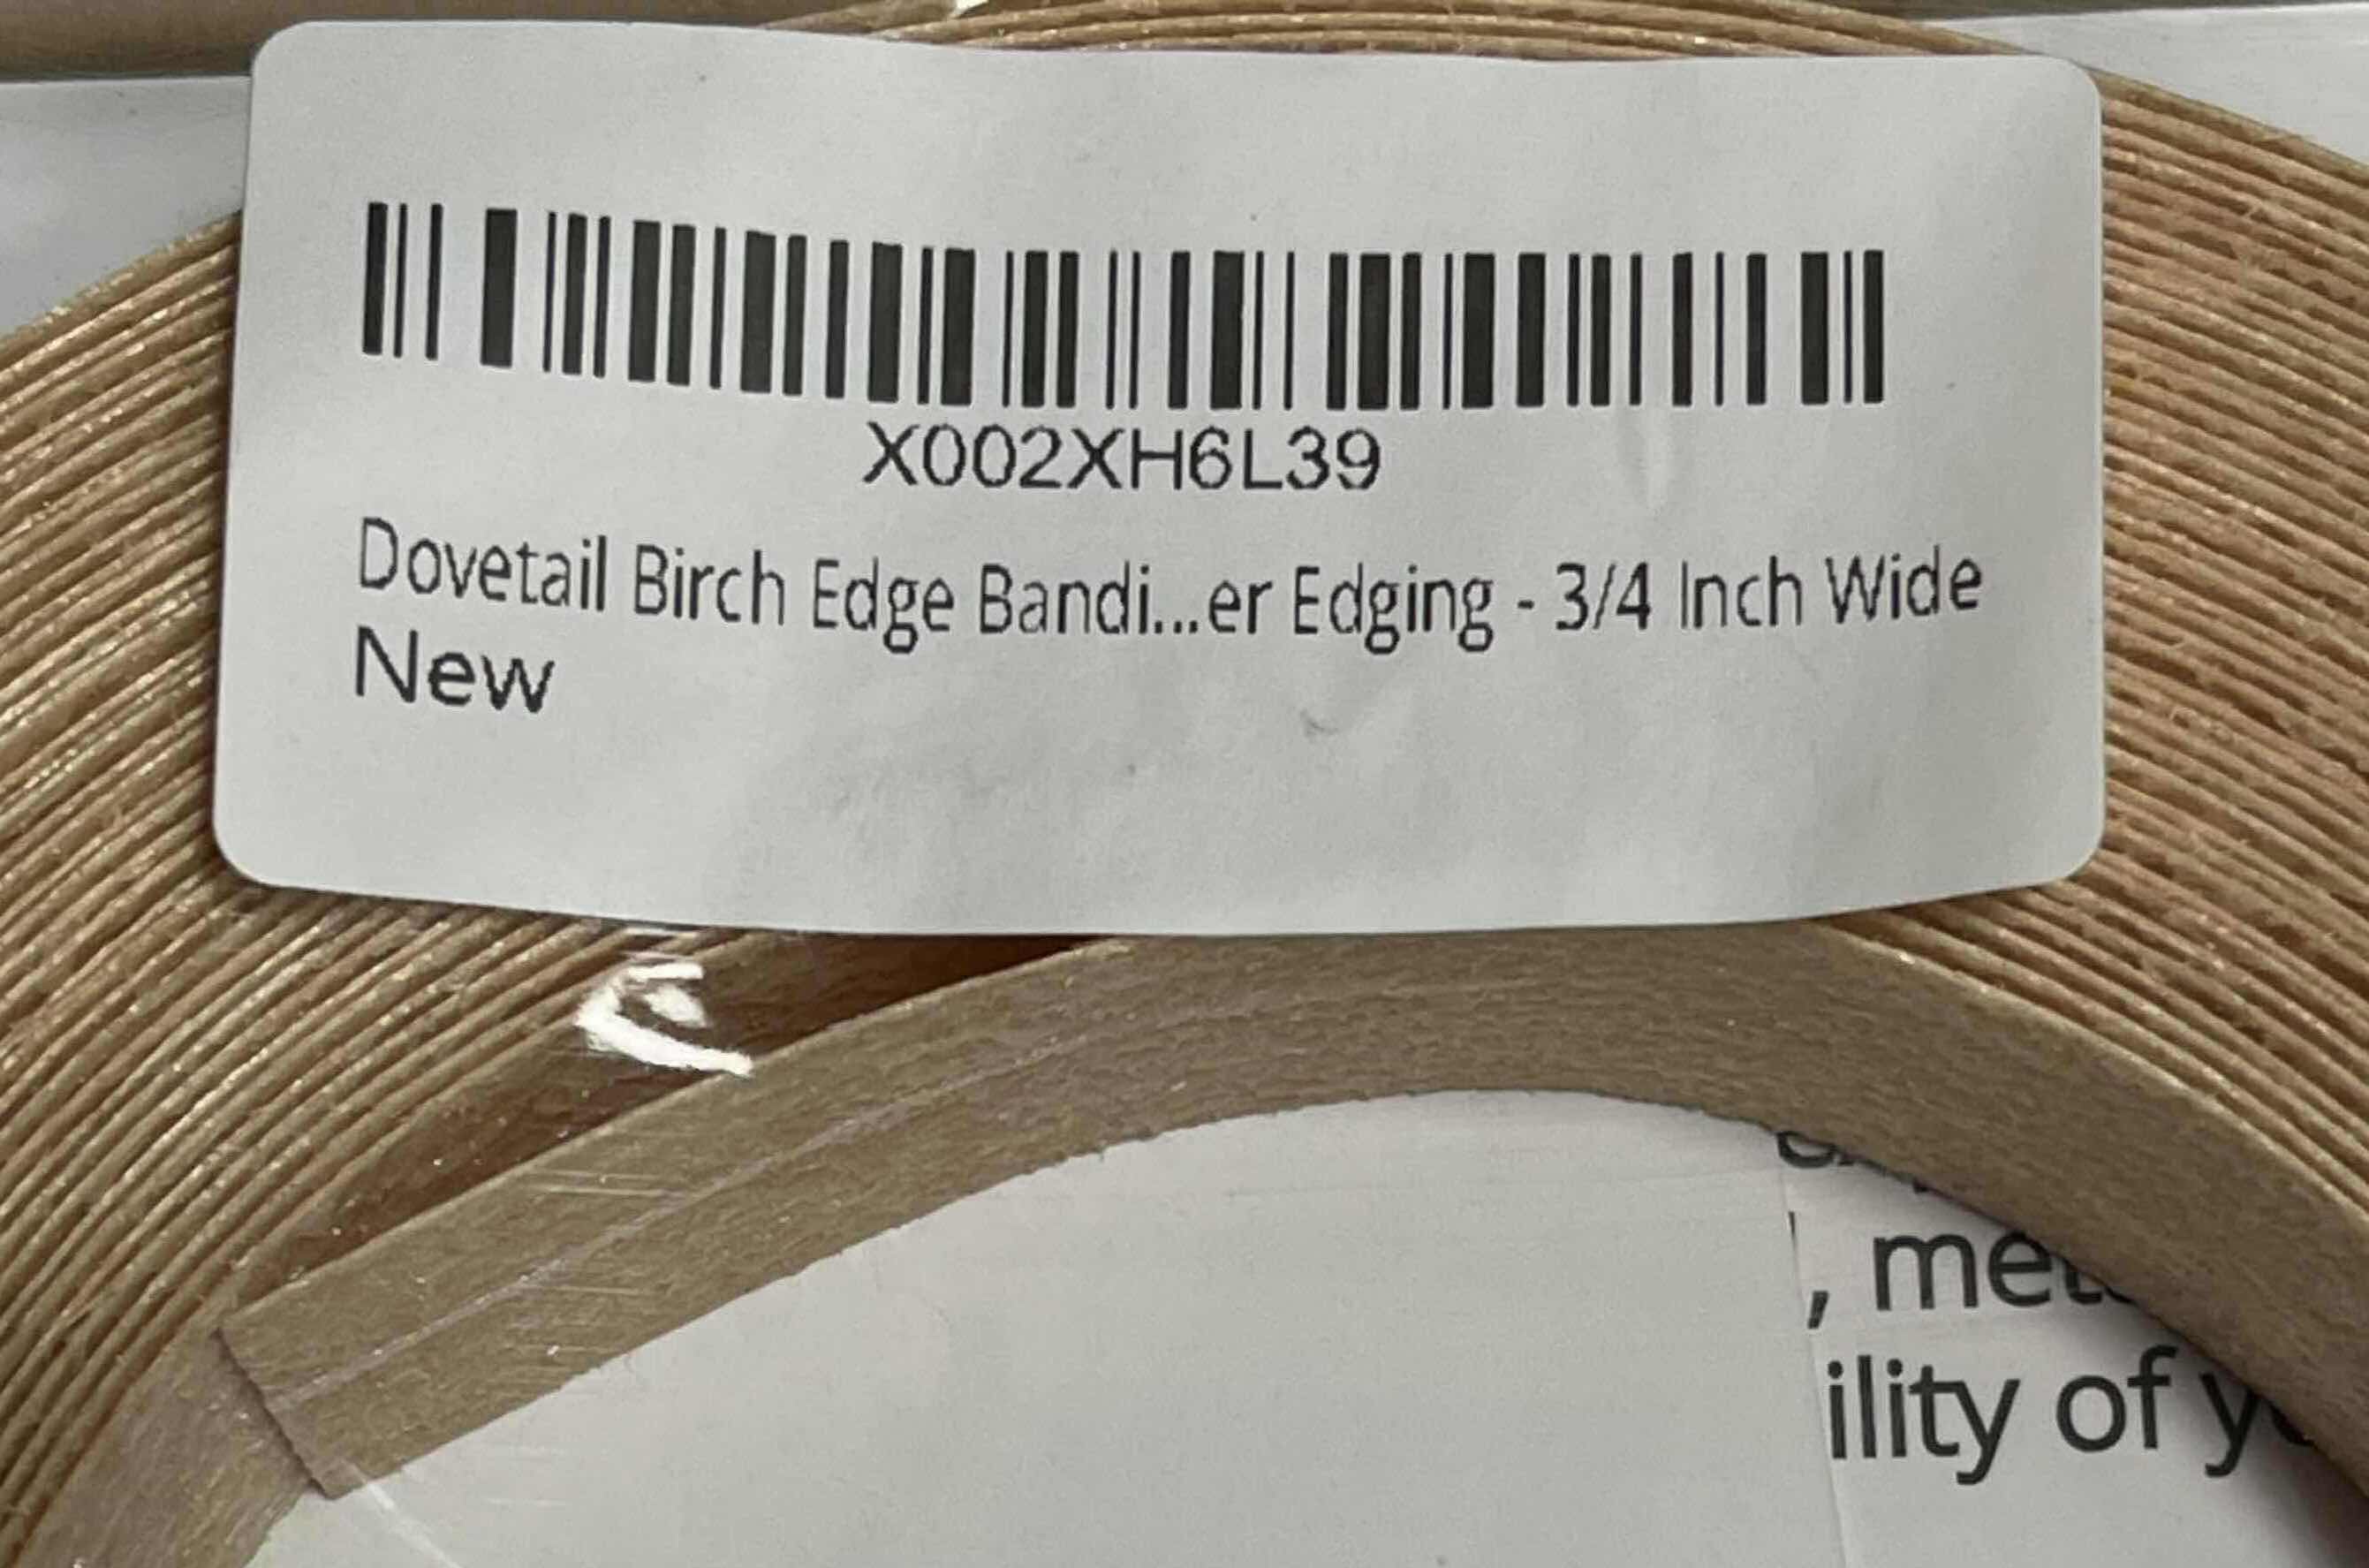 X002XH6L39
Dovetail Birch Edge Bandi...er Edging - 3/4 Inch Wide
New
, met
ility of y